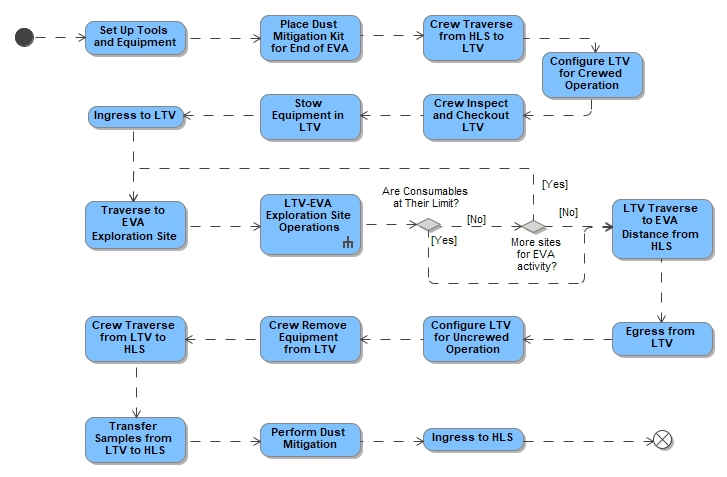 Set Up Tools
and Equipment
Place Dust
Mitigation Kit
for End of EVA
Crew Traverse
from HLS to
LTV
Configure LTV
for Crewed
Operation
Ingress to LTV
Stow
Equipment in
LTV
Crew Inspect
and Checkout
LTV
Traverse to
EVA
Exploration Site
LTV-EVA
Exploration Site
Operations
Are Consumables
at Their Limit?
[No]
[Yes]
[Yes]
[No]
More sites
for EVA
activity?
LTV Traverse
to EVA
Distance from
HLS
Crew Traverse
from LTV to
HLS
Crew Remove
Equipment
from LTV
Configure LTV
for Uncrewed
Operation
Egress from
LTV
Transfer
Samples from
LTV to HLS
Perform Dust
Mitigation
Ingress to HLS